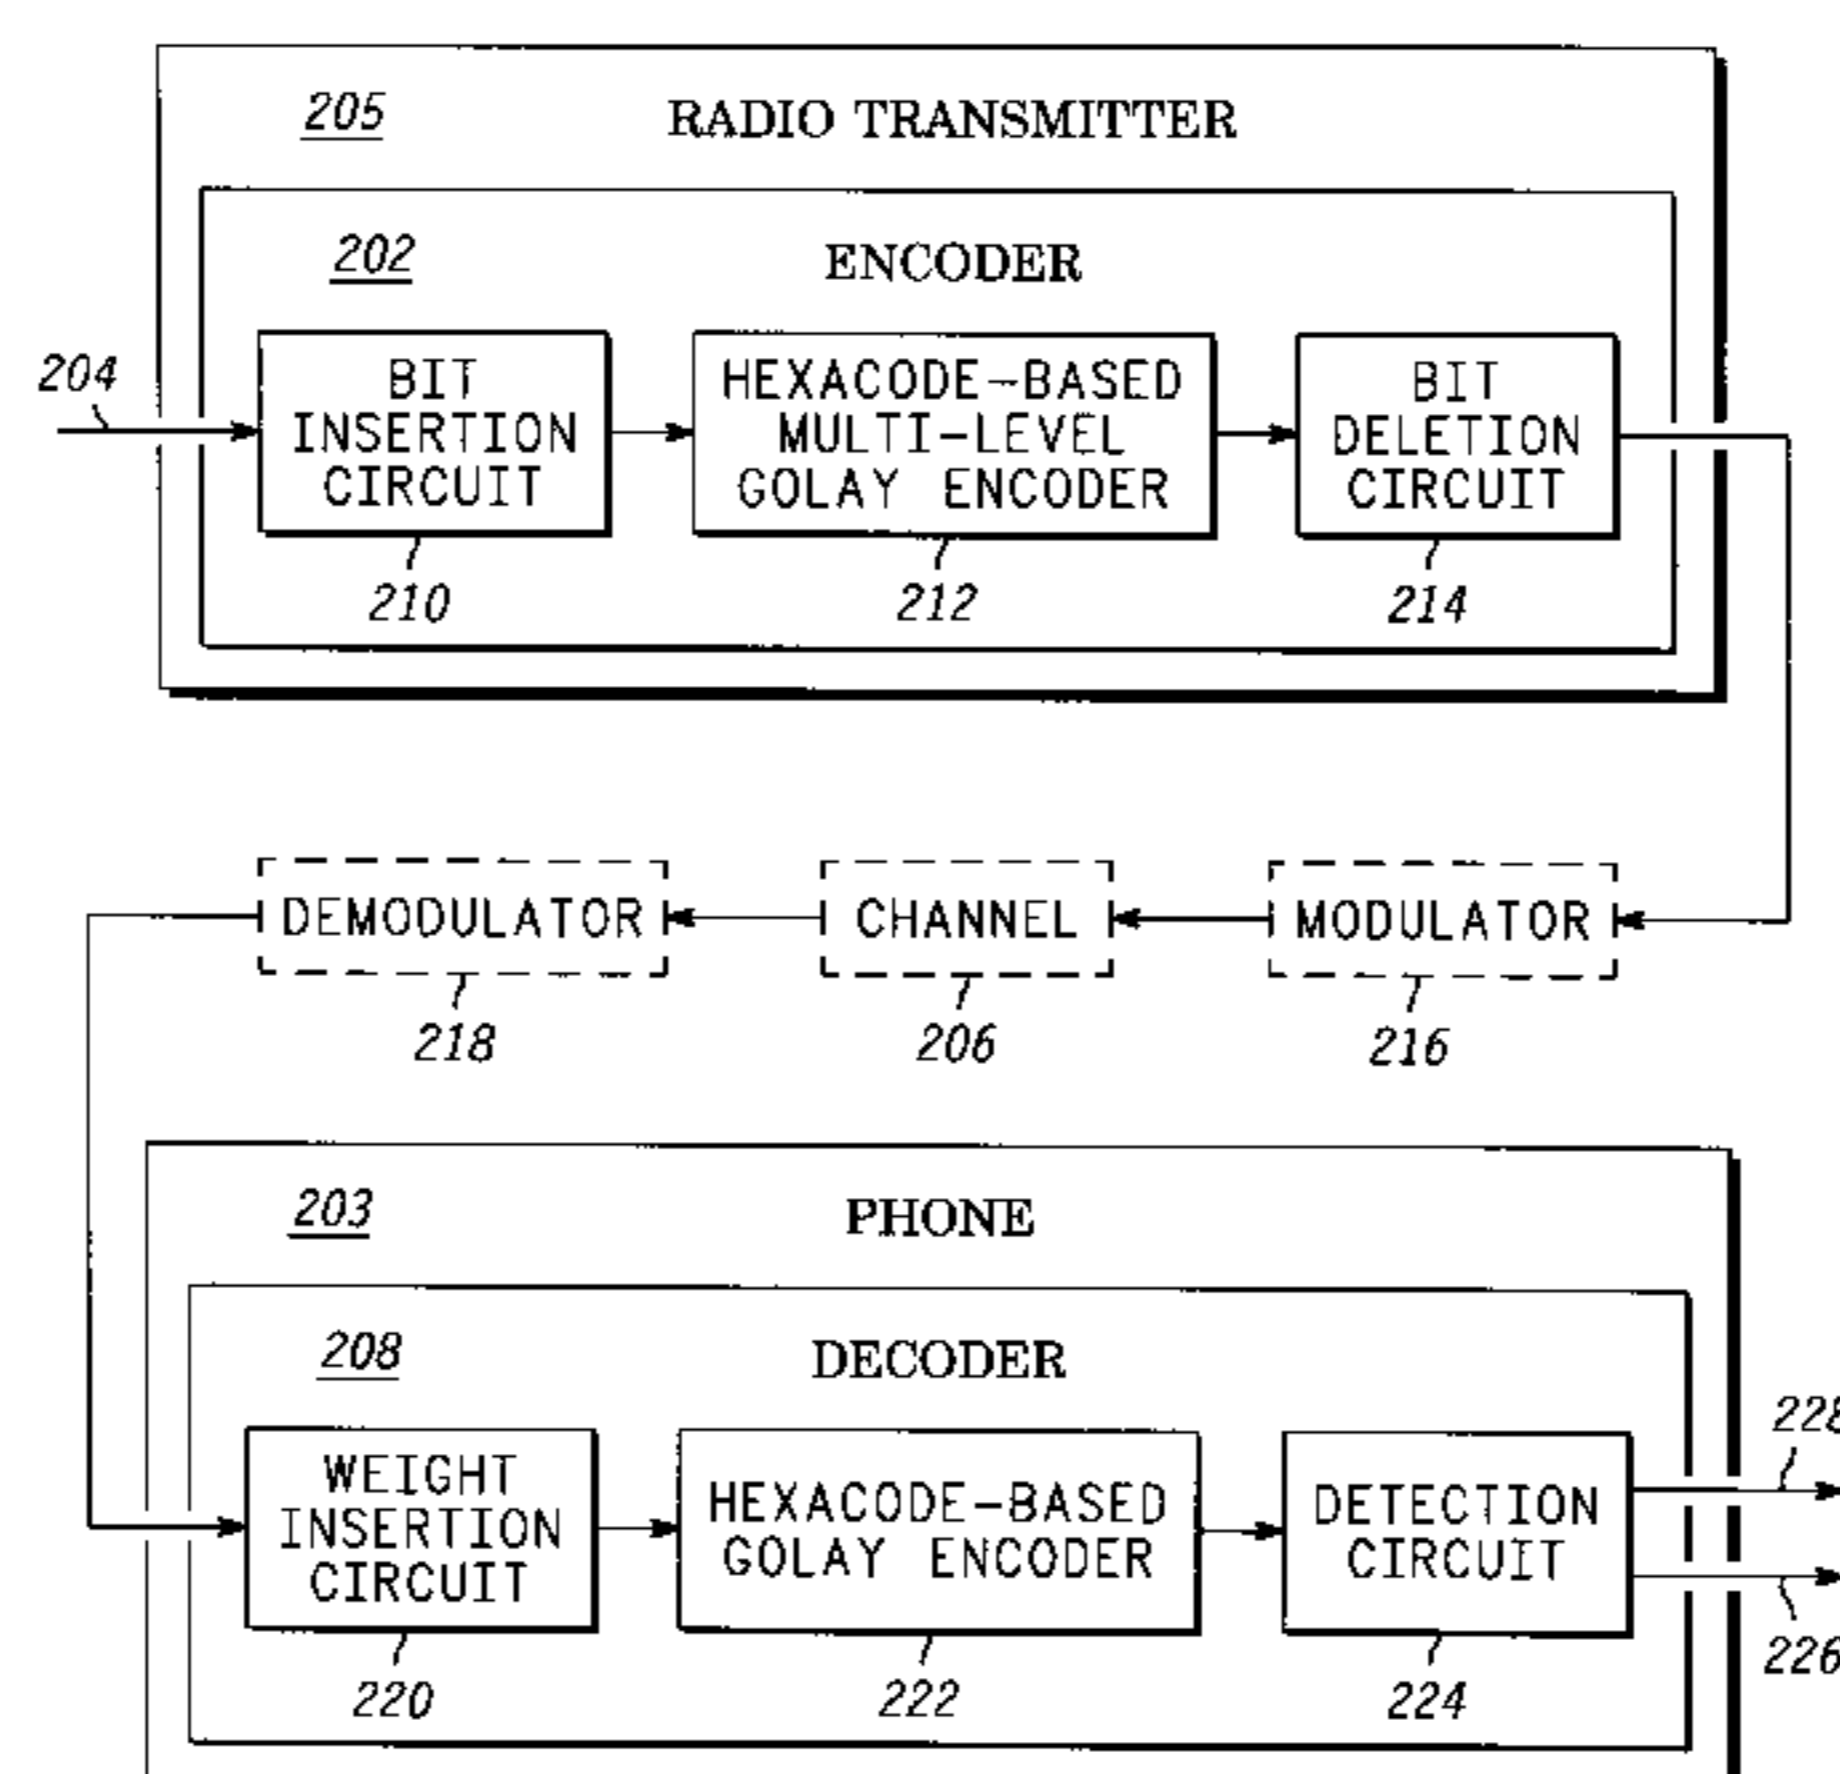 205 RADIO TRANSMITTER
202 ENCODER
204
BIT
INSERTION
CIRCUIT
HEXACODE-BASED
MULTI-LEVEL
GOLAY ENCODER
BIT
DELETION
CIRCUIT
210
212
214
DEMODULATOR
CHANNEL
MODULATOR
218
206
216
203 PHONE
208 DECODER
WEIGHT
INSERTION
CIRCUIT
HEXACODE-BASED
GOLAY ENCODER
DETECTION
CIRCUIT
228
226
220
222
224